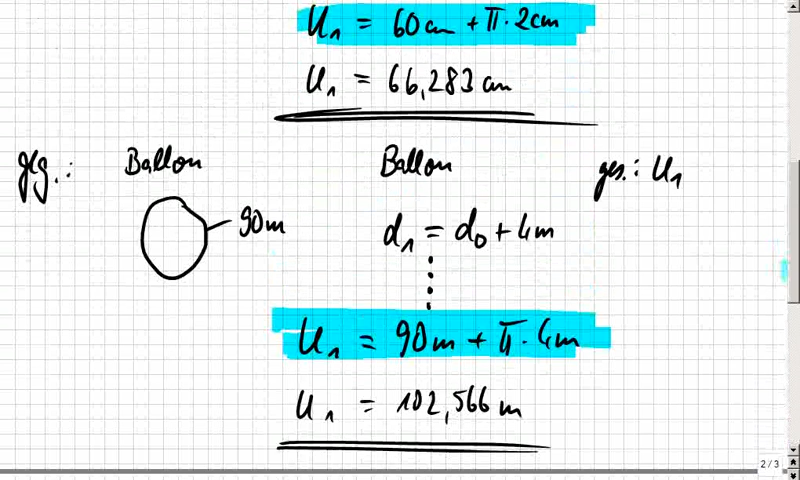 U₁ = 60cm + π · 2cm
U₁ = 66,283 cm
geg.: Ballon Ballon ges.: U₁
90m
d₁ = d₀ + 4m
U₁ = 90m + π · 4m
U₁ = 102,566 m
2/3